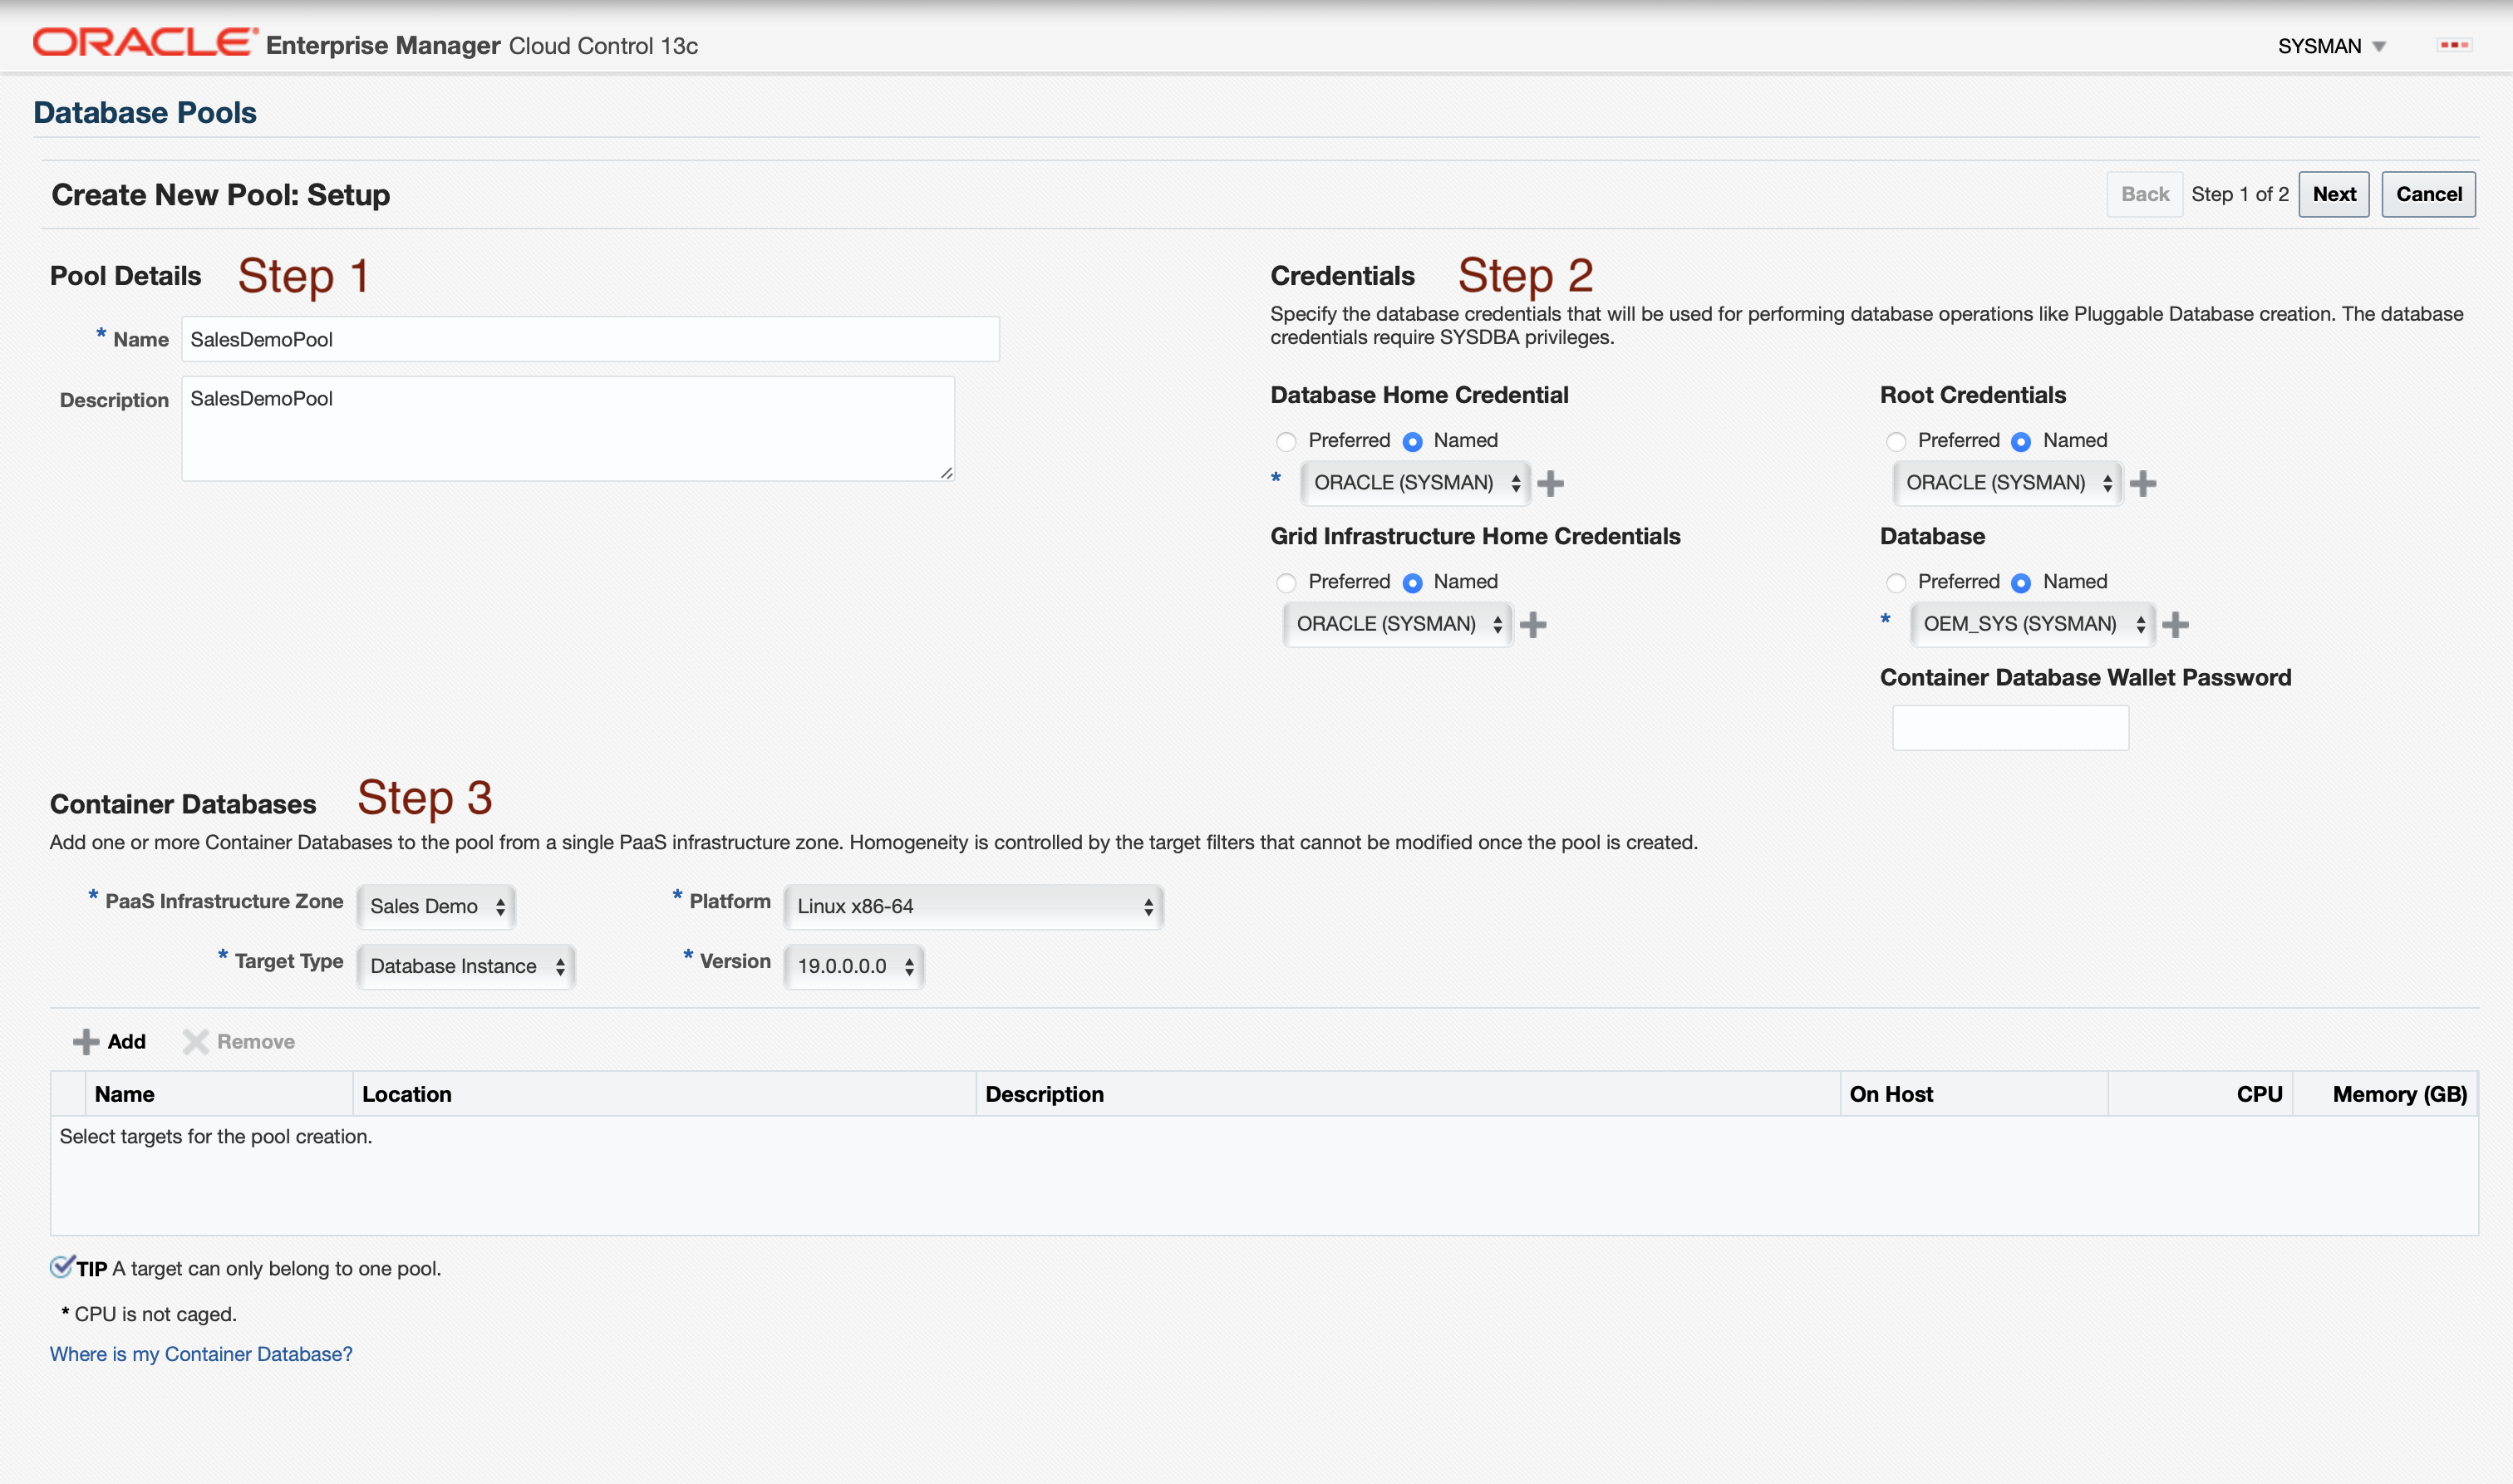 ORACLE Enterprise Manager Cloud Control 13c
SYSMAN
Database Pools
Create New Pool: Setup
Back Step 1 of 2 Next Cancel
Pool Details Step 1
* Name SalesDemoPool
Description SalesDemoPool
Credentials Step 2
Specify the database credentials that will be used for performing database operations like Pluggable Database creation. The database
credentials require SYSDBA privileges.
Database Home Credential
Preferred Named
* ORACLE (SYSMAN)
Root Credentials
Preferred Named
ORACLE (SYSMAN)
Grid Infrastructure Home Credentials
Preferred Named
ORACLE (SYSMAN)
Database
Preferred Named
* OEM_SYS (SYSMAN)
Container Database Wallet Password
Container Databases Step 3
Add one or more Container Databases to the pool from a single PaaS infrastructure zone. Homogeneity is controlled by the target filters that cannot be modified once the pool is created.
* PaaS Infrastructure Zone Sales Demo * Platform Linux x86-64
* Target Type Database Instance * Version 19.0.0.0.0
Add Remove
Name Location Description On Host CPU Memory (GB)
Select targets for the pool creation.
TIP A target can only belong to one pool.
* CPU is not caged.
Where is my Container Database?